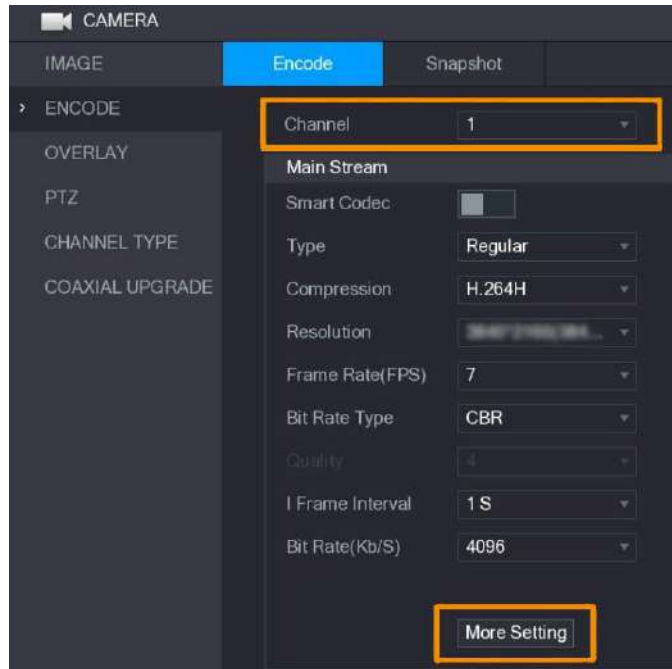 CAMERA
IMAGE
Encode Snapshot
ENCODE
Channel 1
OVERLAY
Main Stream
PTZ
Smart Codec
CHANNEL TYPE
Type Regular
COAXIAL UPGRADE
Compression H.264H
Resolution
Frame Rate(FPS) 7
Bit Rate Type CBR
Quality 4
I Frame Interval 1 S
Bit Rate(Kb/S) 4096
More Setting